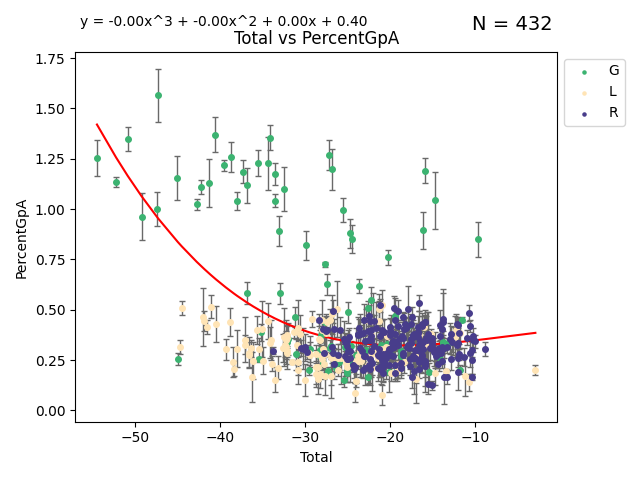 y = -0.00x^3 + -0.00x^2 + 0.00x + 0.40
N = 432
Total vs PercentGpA
1.75
1.50
1.25
1.00
0.75
0.50
0.25
0.00
PercentGpA
−50
−40
−30
−20
−10
Total
G
L
R